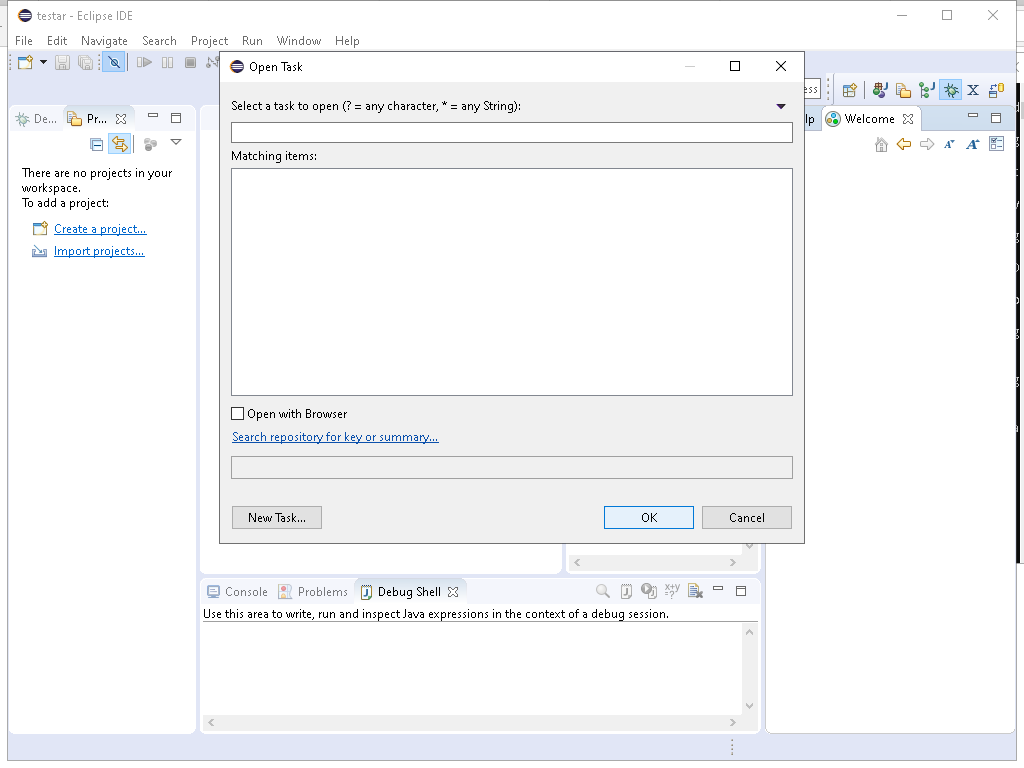 testar - Eclipse IDE
File Edit Navigate Search Project Run Window Help
Open Task
Select a task to open (? = any character, * = any String):
Matching items:
Open with Browser
Search repository for key or summary...
New Task... OK Cancel
De... Pr...
There are no projects in your
workspace.
To add a project:
Create a project...
Import projects...
Welcome
Console Problems Debug Shell
Use this area to write, run and inspect Java expressions in the context of a debug session.